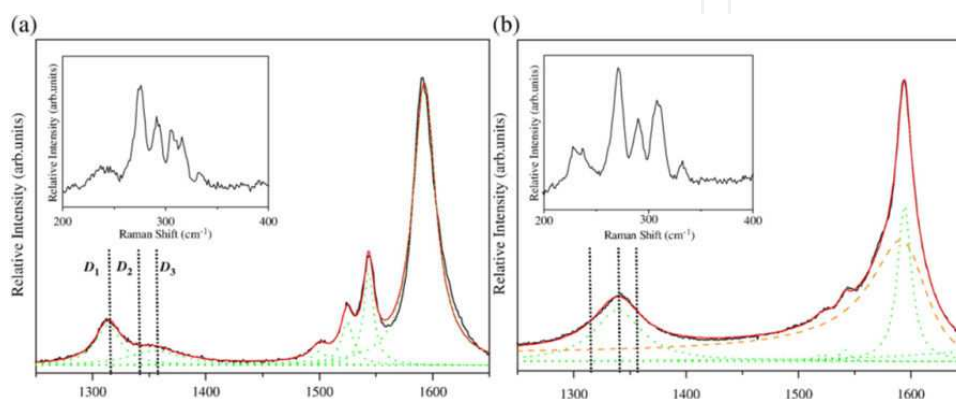 (a)
Relative Intensity (arb.units)
Relative Intensity (arb.units)
200 300 400
Raman Shift (cm-1)
D1 D2 D3
1300 1400 1500 1600
(b)
Relative Intensity (arb.units)
Relative Intensity (arb.units)
200 300 400
Raman Shift (cm-1)
1300 1400 1500 1600